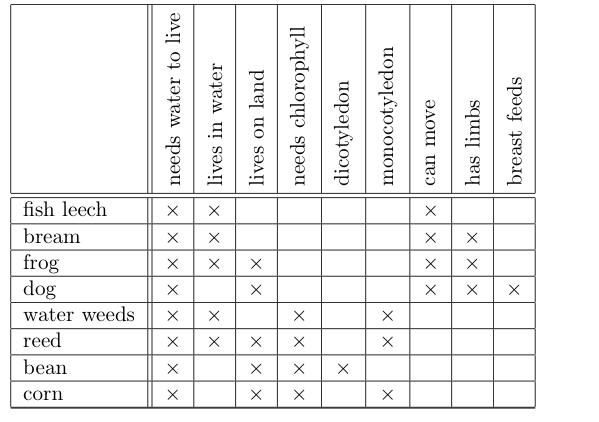 needs water to live
lives in water
lives on land
needs chlorophyll
dicotyledon
monocotyledon
can move
has limbs
breast feeds
fish leech × × ×
bream × × × ×
frog × × × × ×
dog × × × × ×
water weeds × × × ×
reed × × × × ×
bean × × × ×
corn × × × ×